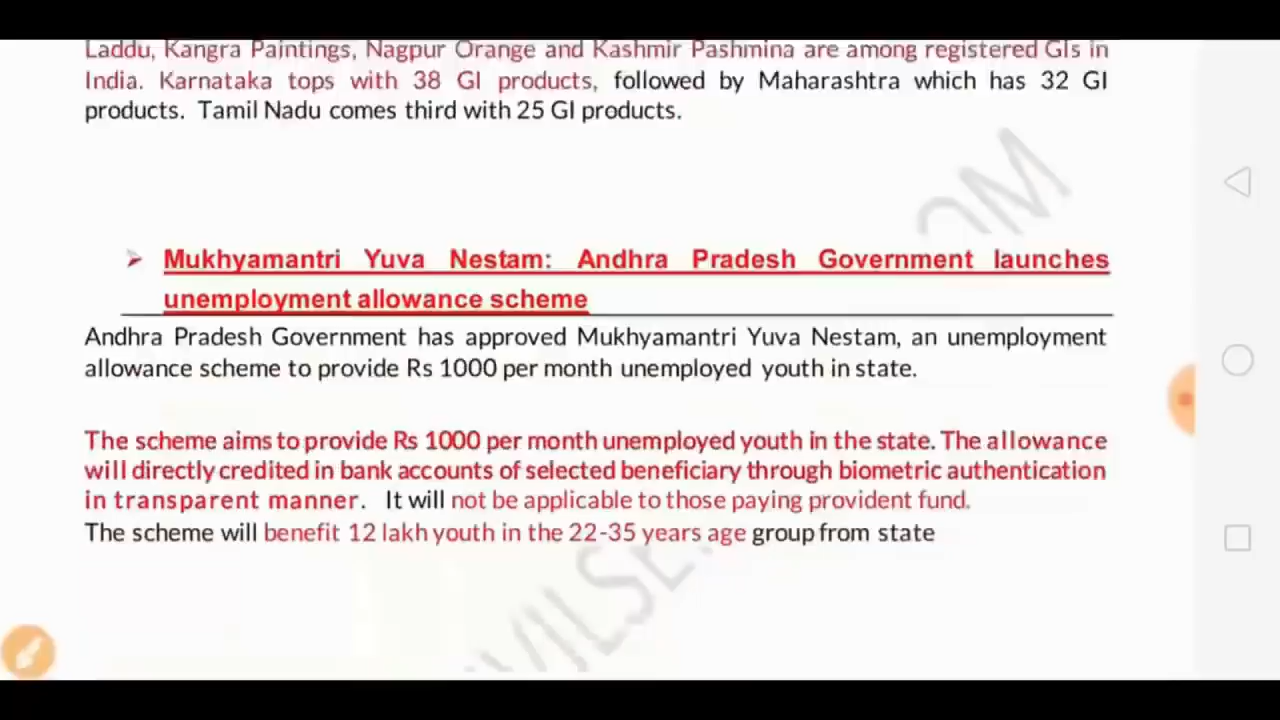 Laddu, Kangra Paintings, Nagpur Orange and Kashmir Pashmina are among registered GIs in
India. Karnataka tops with 38 GI products, followed by Maharashtra which has 32 GI
products. Tamil Nadu comes third with 25 GI products.
Mukhyamantri Yuva Nestam: Andhra Pradesh Government launches
unemployment allowance scheme
Andhra Pradesh Government has approved Mukhyamantri Yuva Nestam, an unemployment
allowance scheme to provide Rs 1000 per month unemployed youth in state.
The scheme aims to provide Rs 1000 per month unemployed youth in the state. The allowance
will directly credited in bank accounts of selected beneficiary through biometric authentication
in transparent manner. It will not be applicable to those paying provident fund.
The scheme will benefit 12 lakh youth in the 22-35 years age group from state